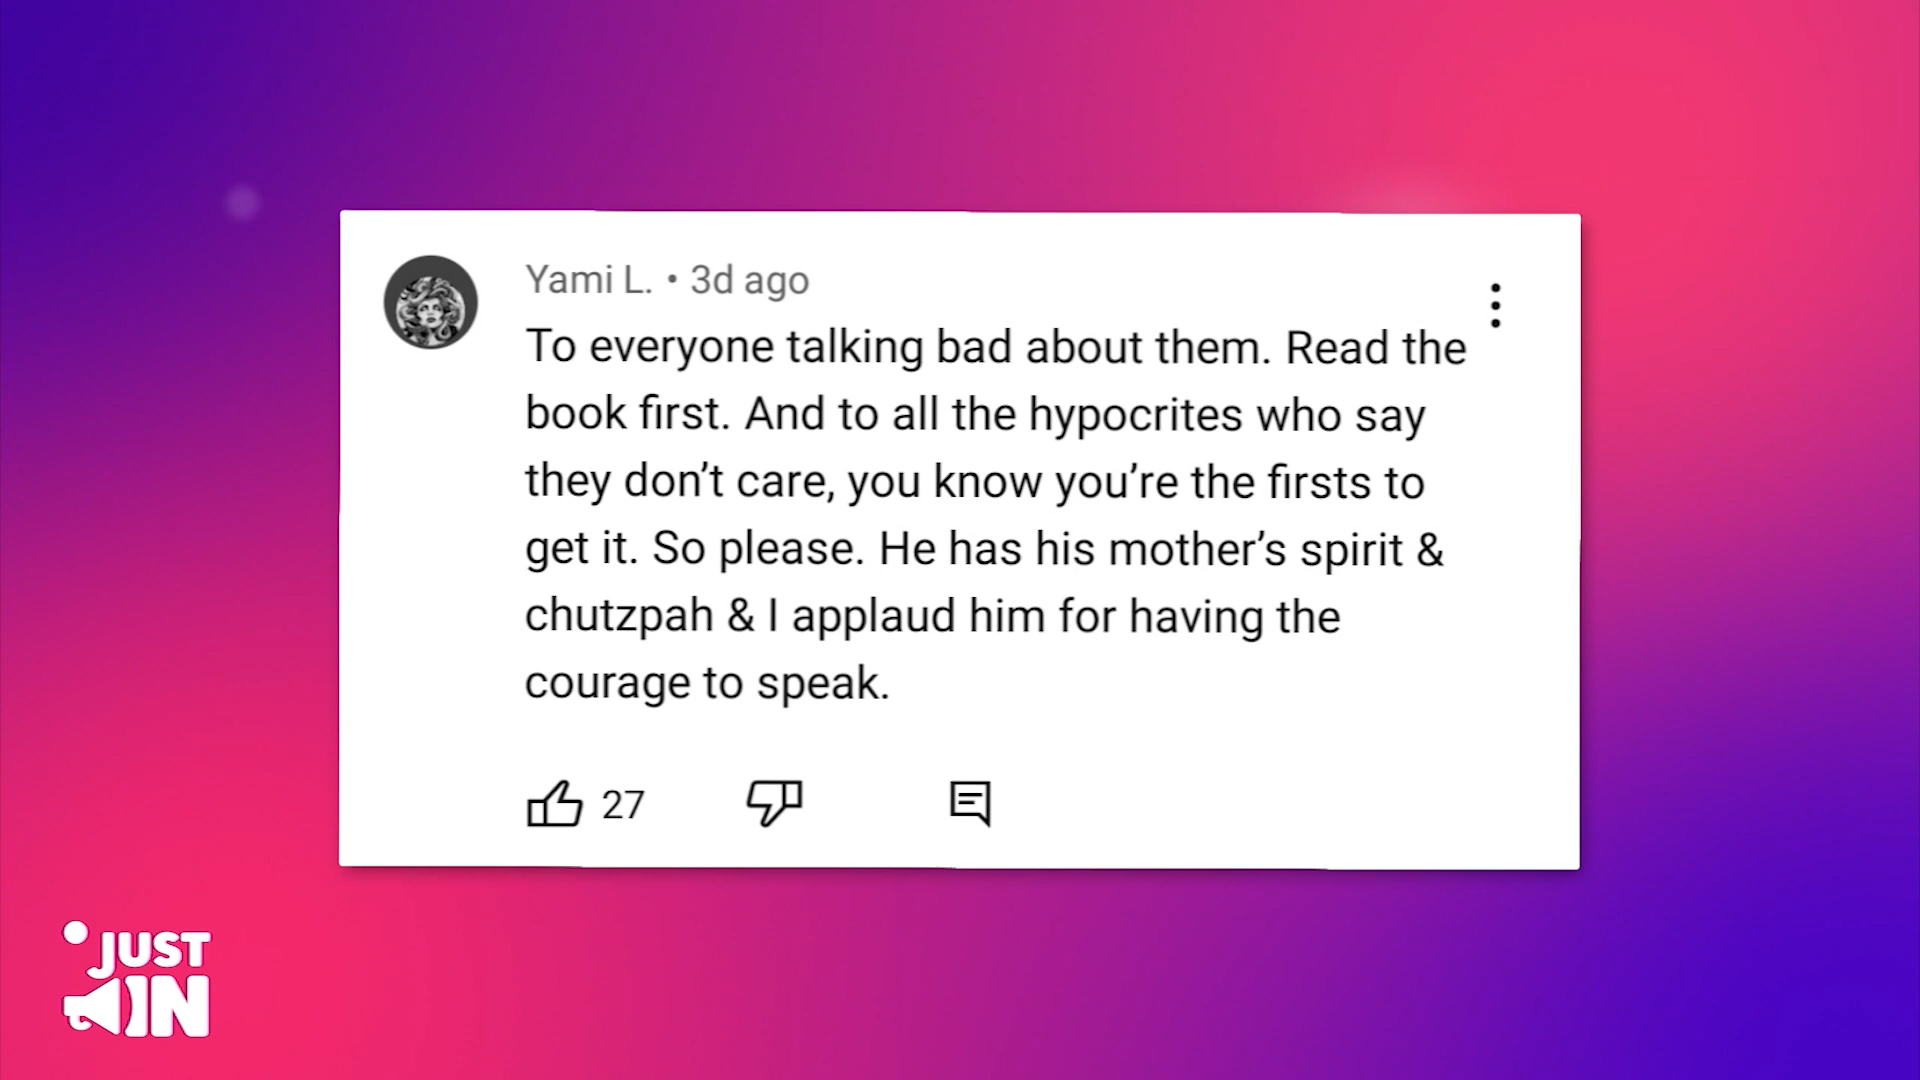 Yami L. • 3d ago
To everyone talking bad about them. Read the
book first. And to all the hypocrites who say
they don’t care, you know you’re the firsts to
get it. So please. He has his mother’s spirit &
chutzpah & I applaud him for having the
courage to speak.
27
JUST
IN